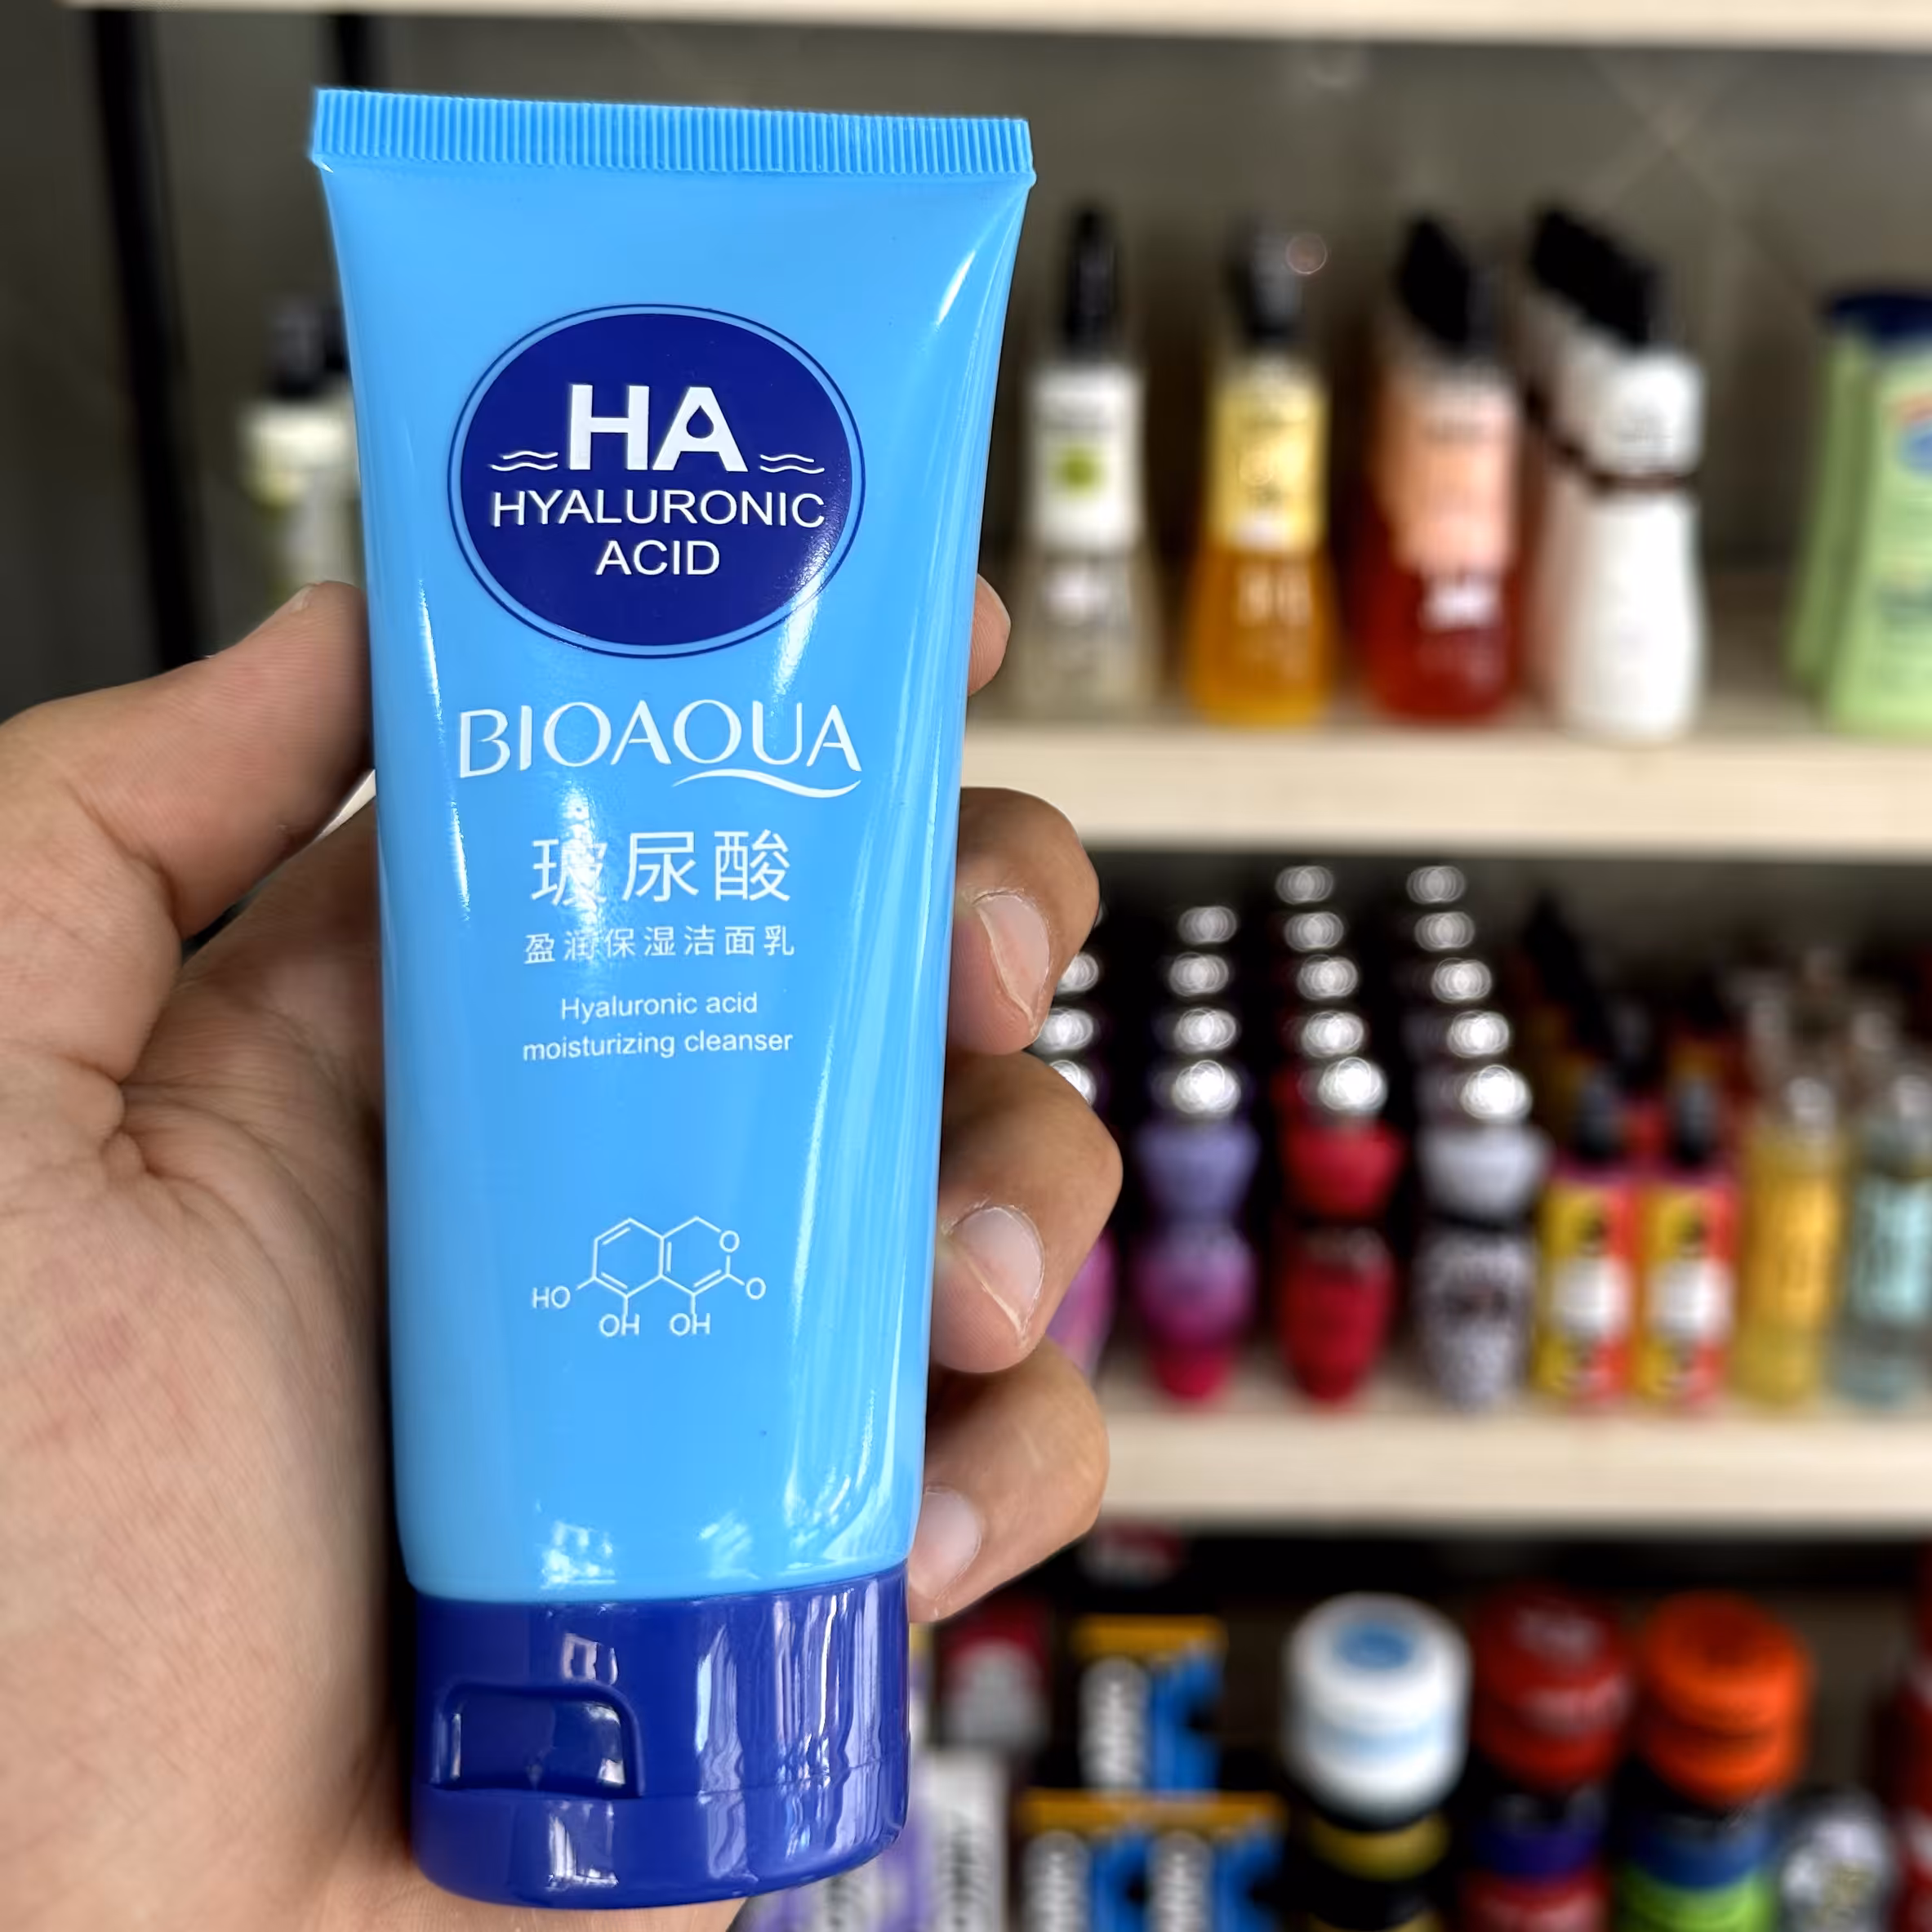 HA
HYALURONIC
ACID
BIOAQUA
玻尿酸
盈润保湿洁面乳
Hyaluronic acid
moisturizing cleanser
O
HO
O
OH OH